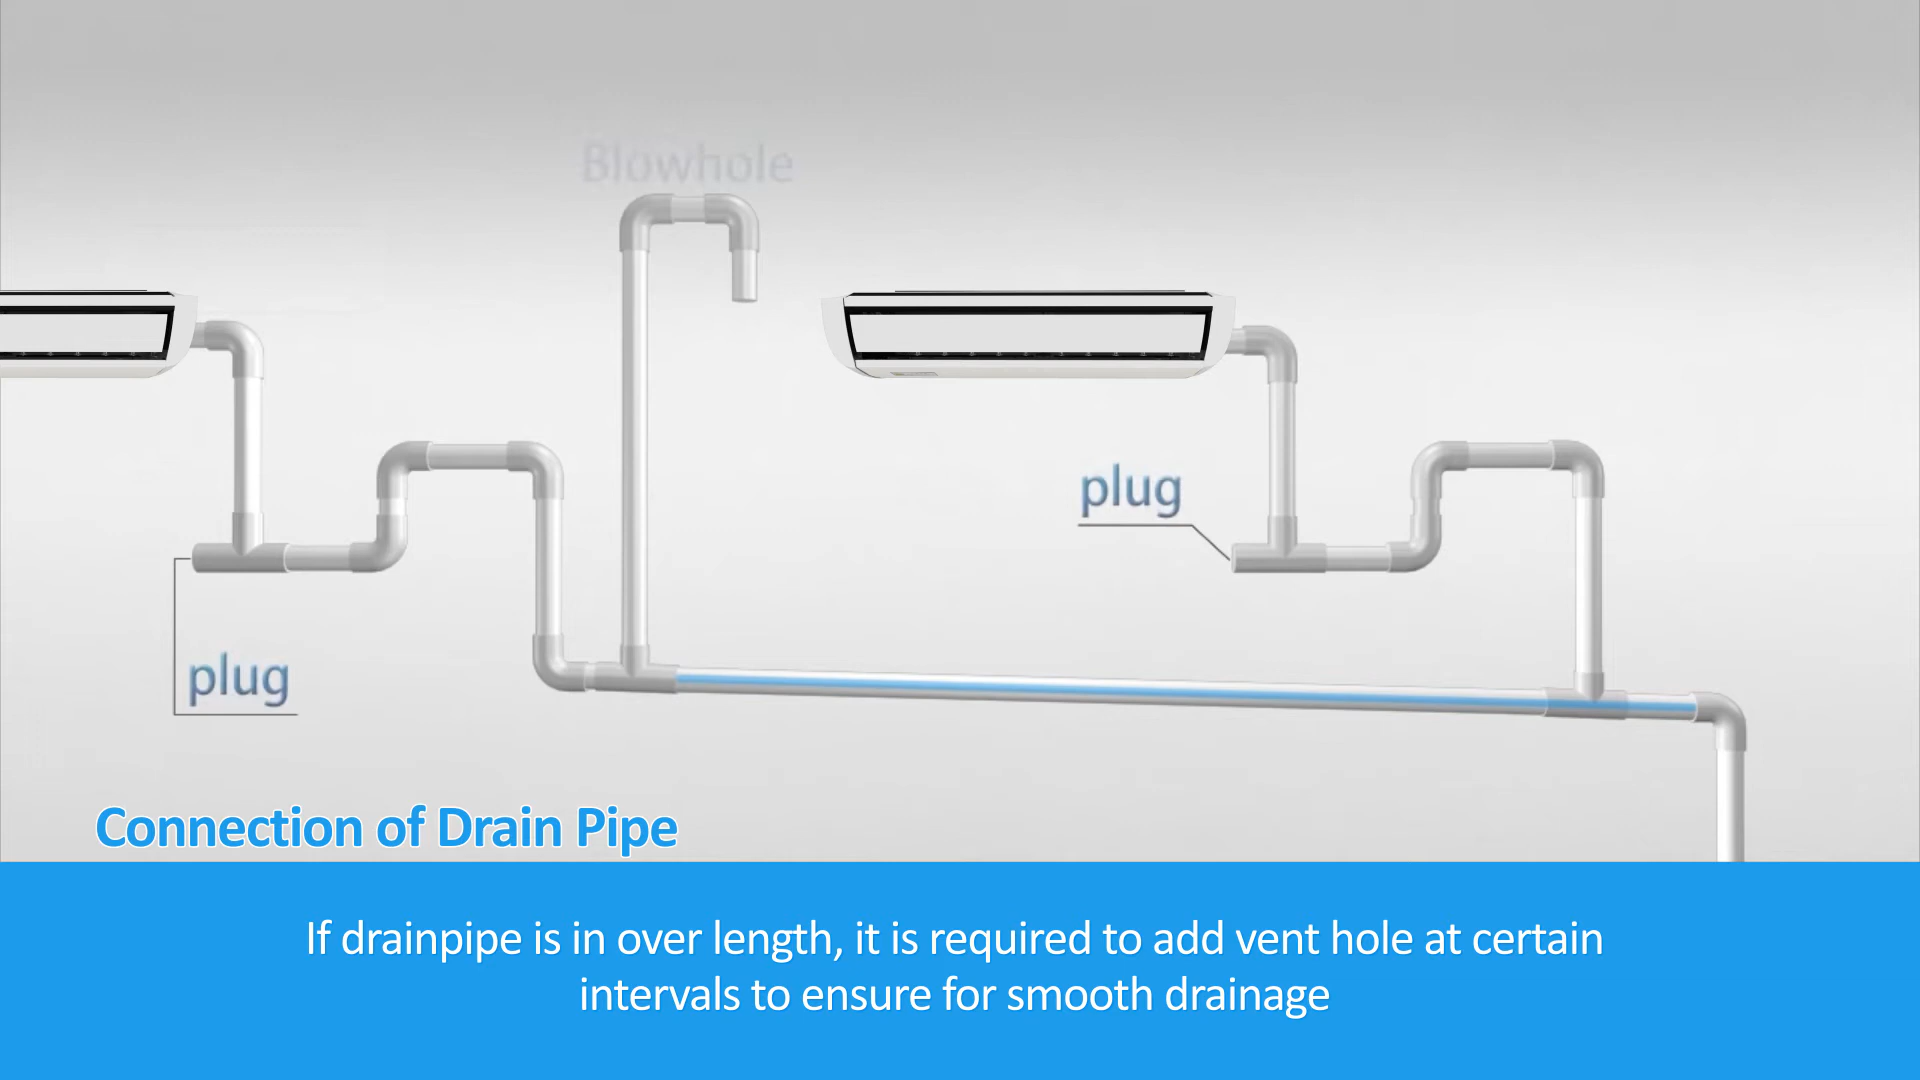 Blowhole
plug
plug
Connection of Drain Pipe
If drainpipe is in over length, it is required to add vent hole at certain
intervals to ensure for smooth drainage